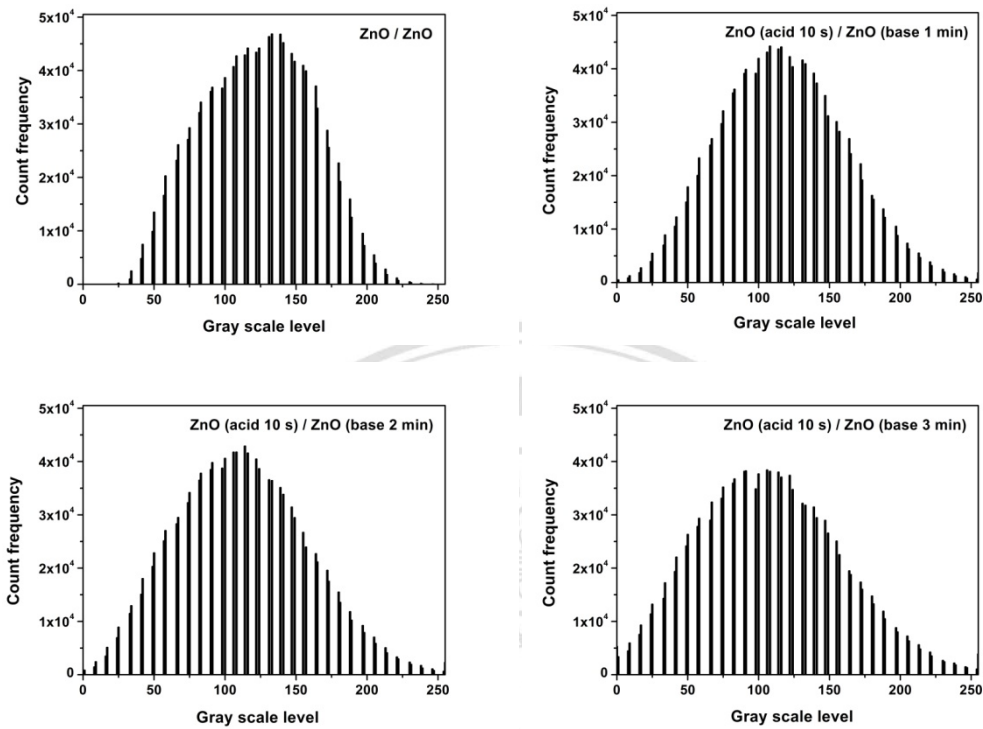 ZnO / ZnO
5x10⁴
4x10⁴
3x10⁴
2x10⁴
1x10⁴
0
Count frequency
0 50 100 150 200 250
Gray scale level
ZnO (acid 10 s) / ZnO (base 1 min)
5x10⁴
4x10⁴
3x10⁴
2x10⁴
1x10⁴
0
Count frequency
0 50 100 150 200 250
Gray scale level
ZnO (acid 10 s) / ZnO (base 2 min)
5x10⁴
4x10⁴
3x10⁴
2x10⁴
1x10⁴
0
Count frequency
0 50 100 150 200 250
Gray scale level
ZnO (acid 10 s) / ZnO (base 3 min)
5x10⁴
4x10⁴
3x10⁴
2x10⁴
1x10⁴
0
Count frequency
0 50 100 150 200 250
Gray scale level